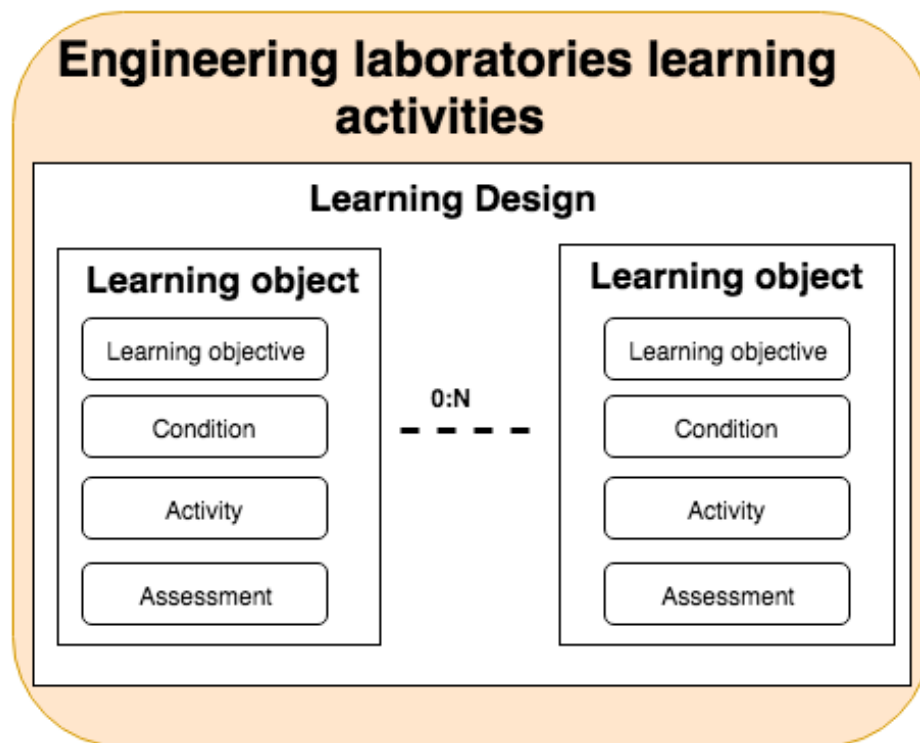 Engineering laboratories learning
activities
Learning Design
Learning object
Learning objective
Condition
Activity
Assessment
0:N
Learning object
Learning objective
Condition
Activity
Assessment